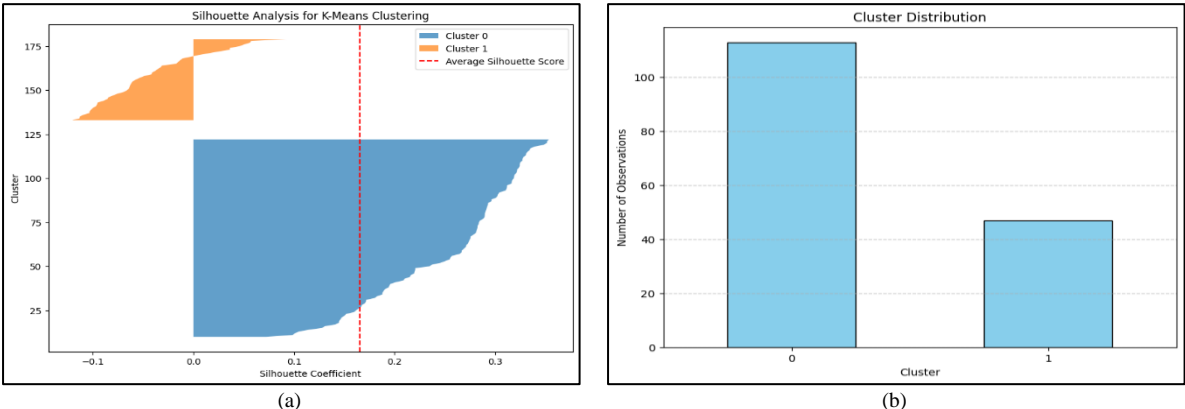 Silhouette Analysis for K-Means Clustering
Cluster 0
Cluster 1
Average Silhouette Score
Cluster
175
150
125
100
75
50
25
−0.1
0.0
0.1
0.2
0.3
Silhouette Coefficient
(a)
Cluster Distribution
Number of Observations
100
80
60
40
20
0
0
1
Cluster
(b)